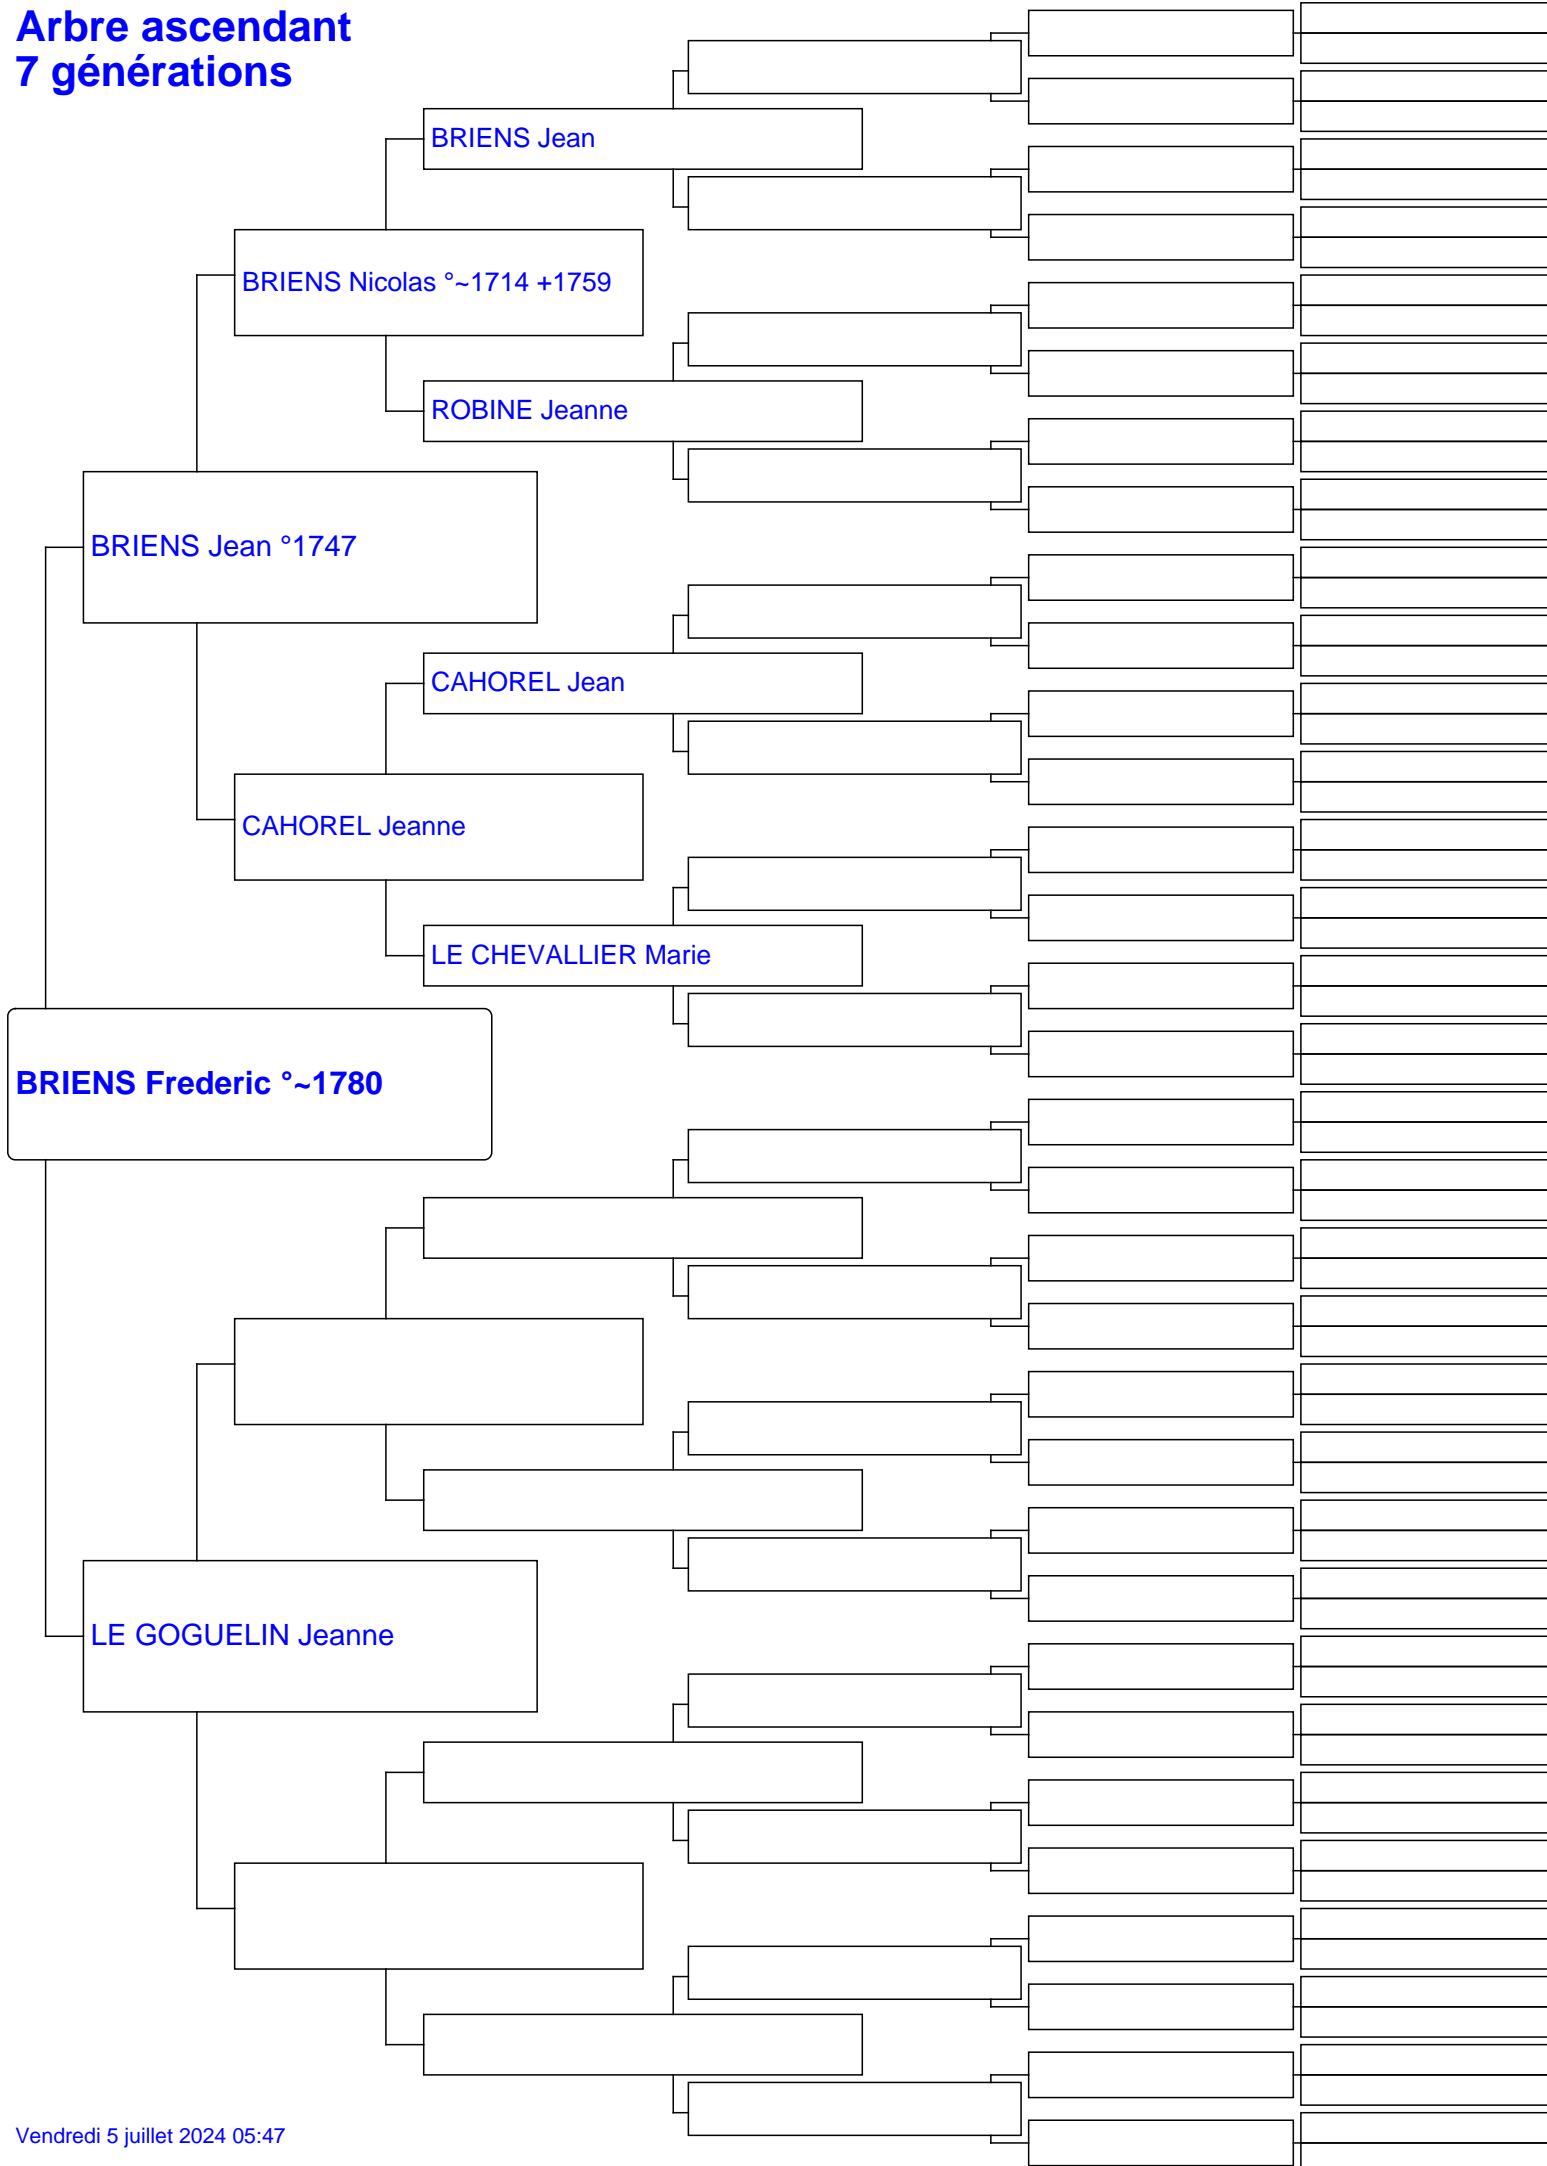 Arbre ascendant
7 générations
BRIENS Jean
BRIENS Nicolas °~1714 +1759
ROBINE Jeanne
BRIENS Jean °1747
CAHOREL Jean
CAHOREL Jeanne
LE CHEVALLIER Marie
BRIENS Frederic °~1780
LE GOGUELIN Jeanne
Vendredi 5 juillet 2024 05:47